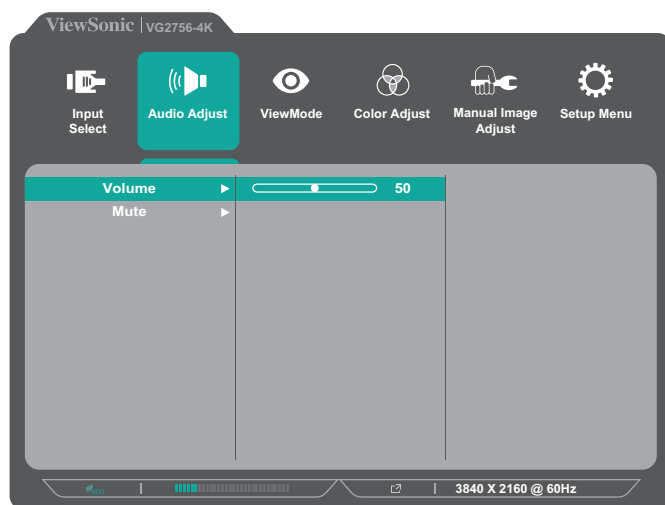 ViewSonic | VG2756-4K
Input Select
Audio Adjust
ViewMode
Color Adjust
Manual Image Adjust
Setup Menu
Volume 50
Mute
eco
3840 X 2160 @ 60Hz